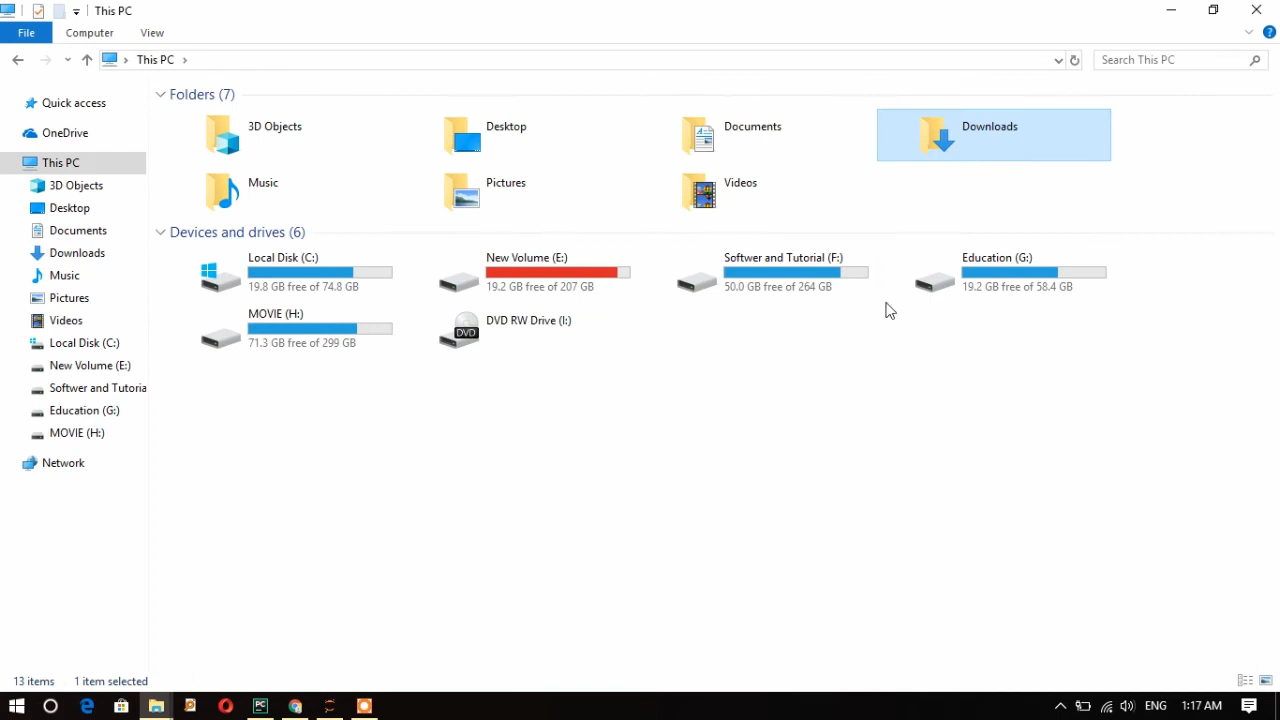 This PC
File Computer View
This PC
Search This PC
Quick access
OneDrive
This PC
3D Objects
Desktop
Documents
Downloads
Music
Pictures
Videos
Local Disk (C:)
New Volume (E:)
Softwer and Tutoria
Education (G:)
MOVIE (H:)
Network
Folders (7)
3D Objects
Desktop
Documents
Downloads
Music
Pictures
Videos
Devices and drives (6)
Local Disk (C:)
19.8 GB free of 74.8 GB
New Volume (E:)
19.2 GB free of 207 GB
Softwer and Tutorial (F:)
50.0 GB free of 264 GB
Education (G:)
19.2 GB free of 58.4 GB
MOVIE (H:)
71.3 GB free of 299 GB
DVD RW Drive (I:)
DVD
13 items 1 item selected
PC
ENG 1:17 AM